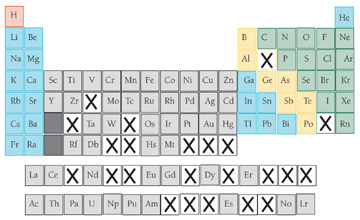 H He
Li Be B C N O F Ne
Na Mg Al X P S Cl Ar
K Ca Sc Ti V Cr Mn Fe Co Ni Cu Zn Ga Ge As Se Br Kr
Rb Sr Y Zr X Mo Tc Ru Rh Pd Ag Cd In Sn Sb Te I Xe
Cs Ba X Ta W X Os Ir Pt Au Hg Tl Pb Bi Po X Rn
Fr Ra Rf Db X X Hs Mt X X X
La Ce X Nd X X Eu Gd X Dy X Er X X X
Ac Th Pa U Np Pu Am X X X Es X X No Lr